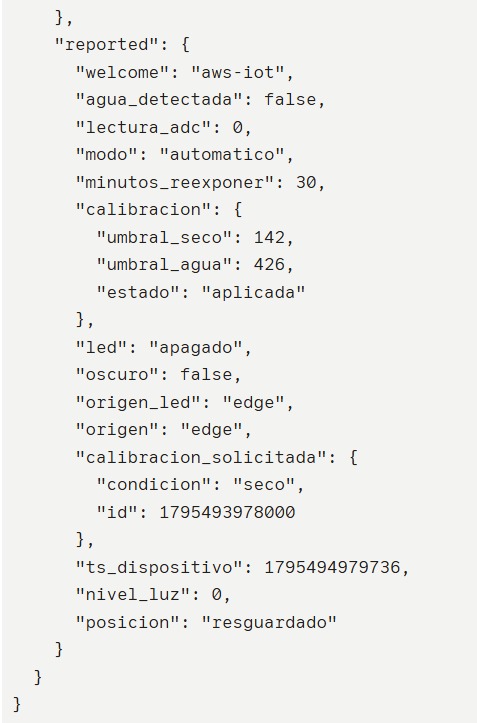 },
"reported": {
"welcome": "aws-iot",
"agua_detectada": false,
"lectura_adc": 0,
"modo": "automatico",
"minutos_reexponer": 30,
"calibracion": {
"umbral_seco": 142,
"umbral_agua": 426,
"estado": "aplicada"
},
"led": "apagado",
"oscuro": false,
"origen_led": "edge",
"origen": "edge",
"calibracion_solicitada": {
"condicion": "seco",
"id": 1795493978000
},
"ts_dispositivo": 1795494979736,
"nivel_luz": 0,
"posicion": "resguardado"
}
}
}